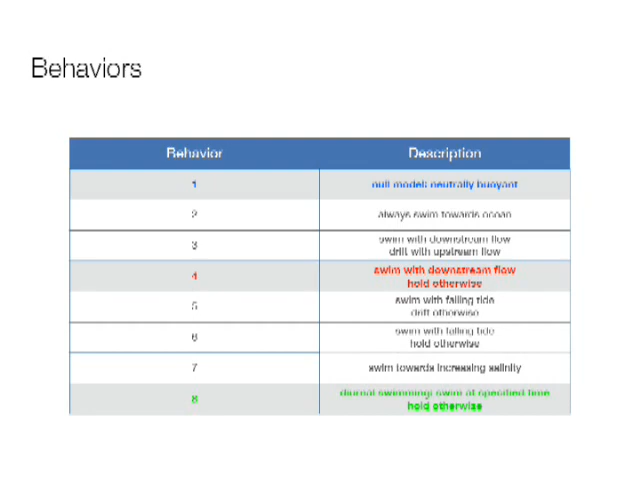 Behaviors
Behavior Description
1 null model: neutrally buoyant
2 always swim towards ocean
3 swim with downstream flow
drift with upstream flow
4 swim with downstream flow
hold otherwise
5 swim with falling tide
drift otherwise
6 swim with falling tide
hold otherwise
7 swim towards increasing salinity
8 diurnal swimming: swim at specified time
hold otherwise